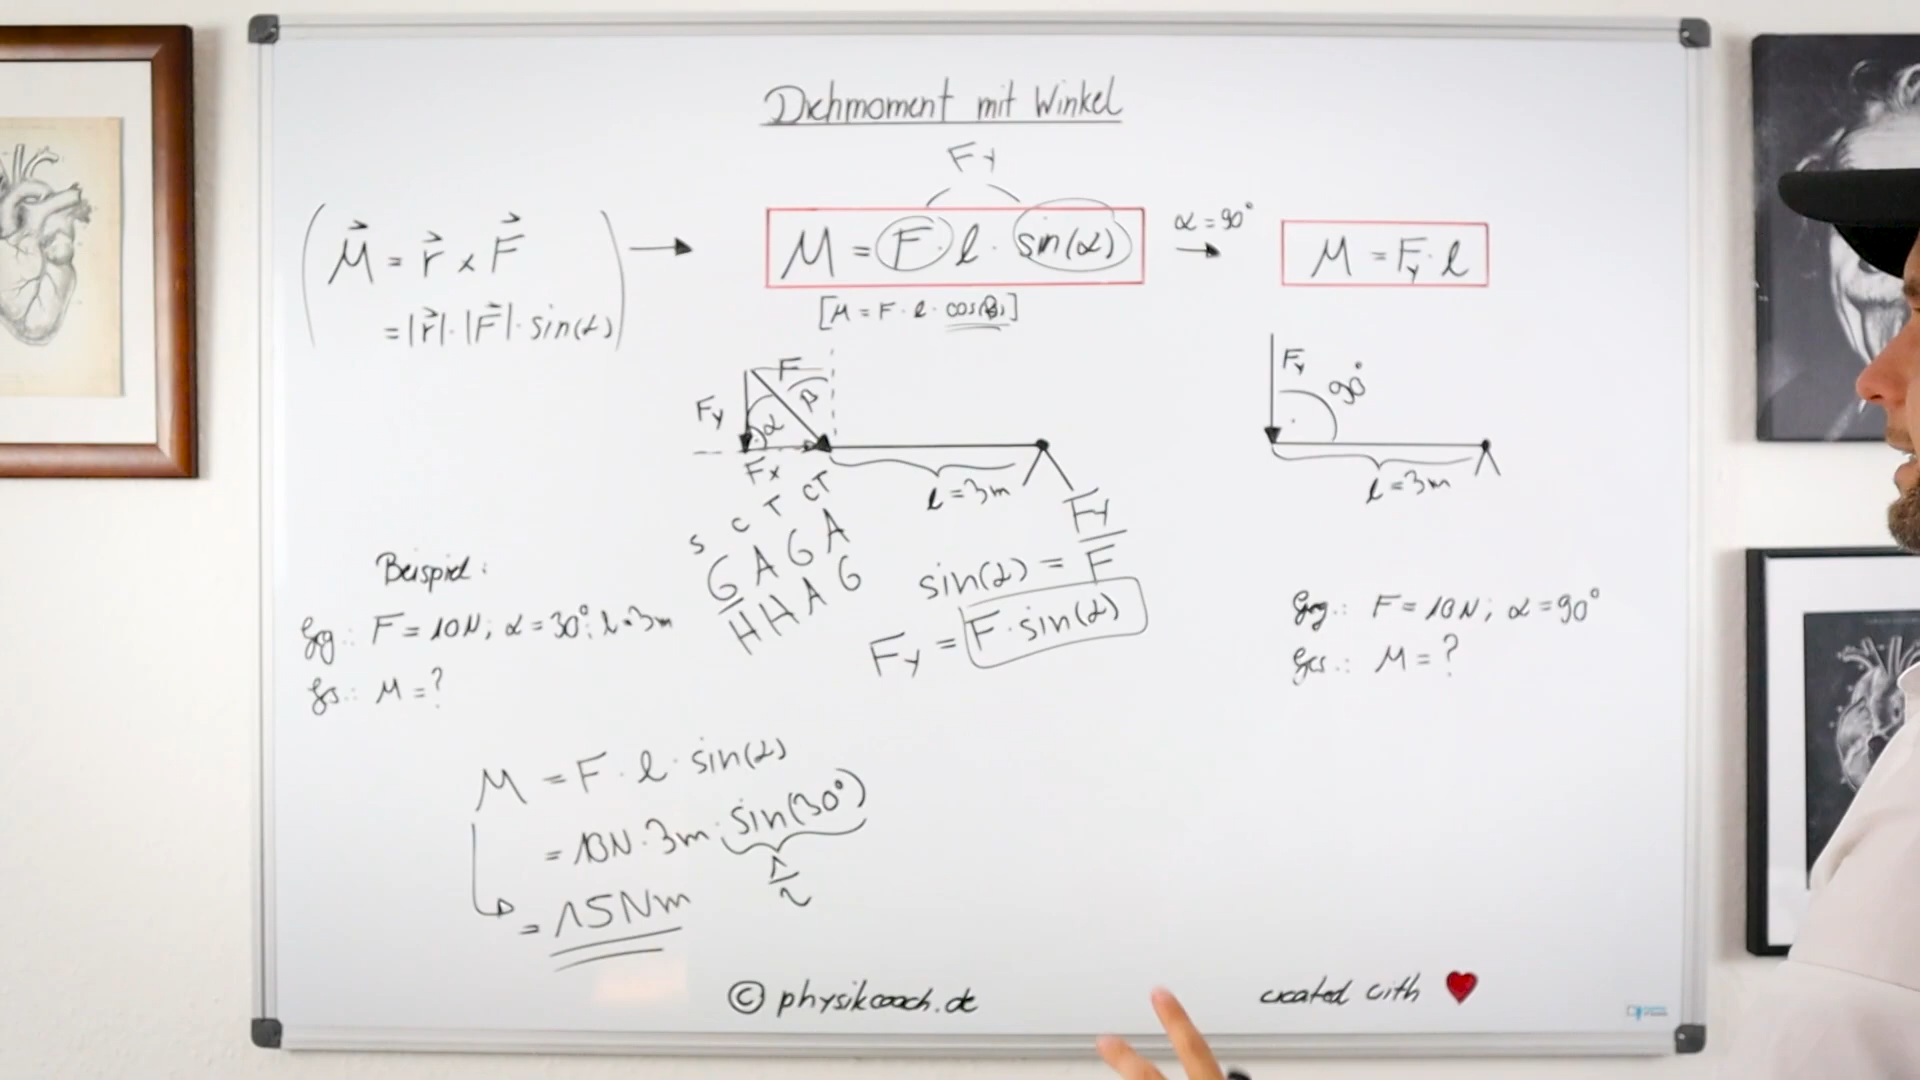 Drehmoment mit Winkel
Fy
M⃗ = r⃗ × F⃗
= |r⃗| · |F⃗| · sin(α)
M = F · l · sin(α)
[M = F · l · cos(β)]
α = 90°
M = Fy · l
F
Fy
β
α
Fx
l = 3m
Fy
90°
l = 3m
S C T CT
G A G A
H H A G
sin(α) = Fy / F
Fy = F · sin(α)
Beispiel:
Geg.: F = 10N; α = 30°; l = 3m
Ges.: M = ?
M = F · l · sin(α)
= 10N · 3m · sin(30°)
1/2
= 15Nm
Geg.: F = 10N; α = 90°
Ges.: M = ?
© physikcoach.de
created with ♥